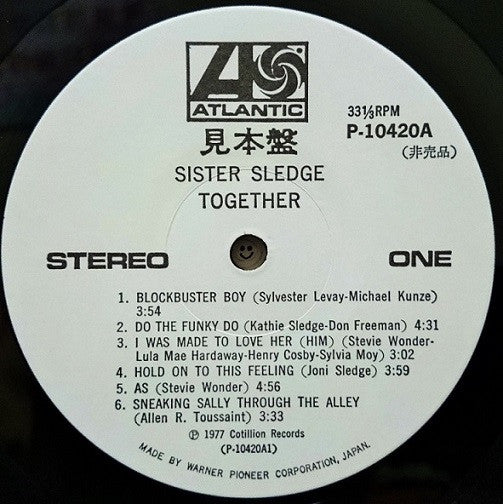 ATLANTIC
33⅓RPM
見本盤
P-10420A
(非売品)
SISTER SLEDGE
TOGETHER
STEREO
ONE
1. BLOCKBUSTER BOY (Sylvester Levay-Michael Kunze)
3:54
2. DO THE FUNKY DO (Kathie Sledge-Don Freeman) 4:31
3. I WAS MADE TO LOVE HER (HIM) (Stevie Wonder-
Lula Mae Hardaway-Henry Cosby-Sylvia Moy) 3:02
4. HOLD ON TO THIS FEELING (Joni Sledge) 3:59
5. AS (Stevie Wonder) 4:56
6. SNEAKING SALLY THROUGH THE ALLEY
(Allen R. Toussaint) 3:33
℗ 1977 Cotillion Records
(P-10420A1)
MADE BY WARNER PIONEER CORPORATION, JAPAN.